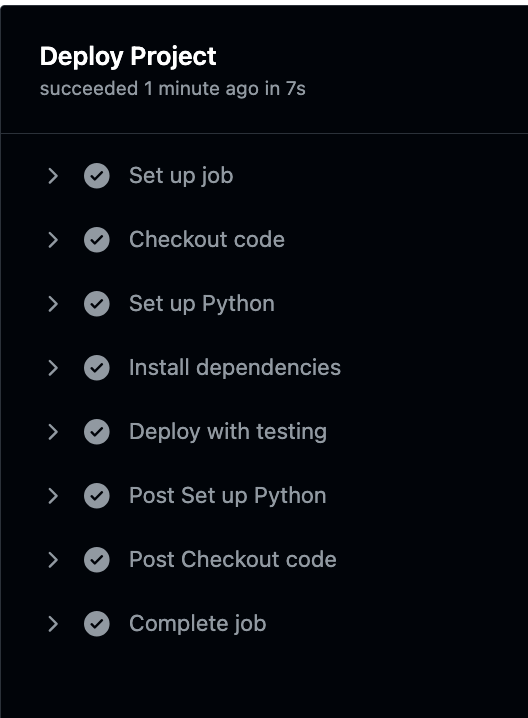 Deploy Project
succeeded 1 minute ago in 7s
Set up job
Checkout code
Set up Python
Install dependencies
Deploy with testing
Post Set up Python
Post Checkout code
Complete job